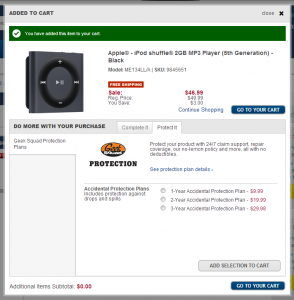 ADDED TO CART
close ✖
You have added this item to your cart.
Apple® - iPod shuffle® 2GB MP3 Player (5th Generation) -
Black
Model: ME134LL/A | SKU: 9845651
FREE SHIPPING
Sale: $46.99
Reg. Price: $49.99
You Save: $3.00
Continue Shopping GO TO YOUR CART
DO MORE WITH YOUR PURCHASE Complete It Protect It
Geek Squad Protection
Plans
PROTECTION
Protect your product with 24/7 claim support, repair
coverage, our no-lemon policy and more, all with no
deductibles.
See protection plan details ›
Accidental Protection Plans
Includes protection against
drops and spills
1-Year Accidental Protection Plan - $9.99
2-Year Accidental Protection Plan - $19.99
3-Year Accidental Protection Plan - $29.98
ADD SELECTION TO CART
Additional Items Subtotal: $0.00 GO TO YOUR CART